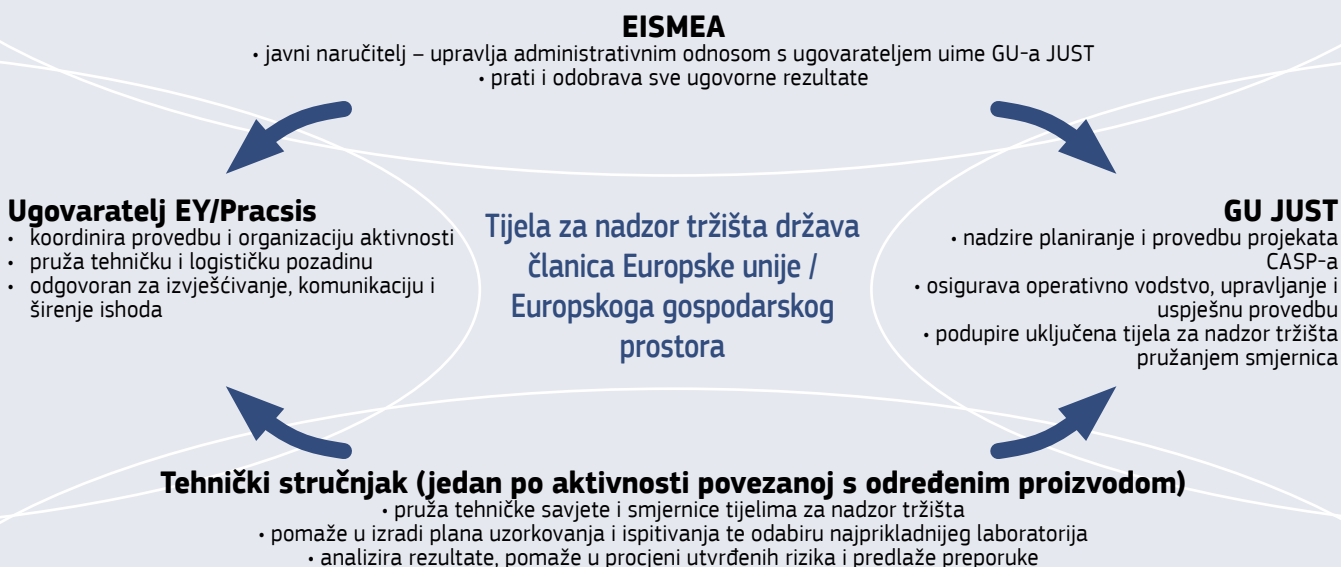 EISMEA
• javni naručitelj – upravlja administrativnim odnosom s ugovarateljem uime GU-a JUST
• prati i odobrava sve ugovorne rezultate
Ugovaratelj EY/Pracsis
• koordinira provedbu i organizaciju aktivnosti
• pruža tehničku i logističku pozadinu
• odgovoran za izvješćivanje, komunikaciju i
širenje ishoda
Tijela za nadzor tržišta država
članica Europske unije /
Europskoga gospodarskog
prostora
GU JUST
• nadzire planiranje i provedbu projekata
CASP-a
• osigurava operativno vodstvo, upravljanje i
uspješnu provedbu
• podupire uključena tijela za nadzor tržišta
pružanjem smjernica
Tehnički stručnjak (jedan po aktivnosti povezanoj s određenim proizvodom)
• pruža tehničke savjete i smjernice tijelima za nadzor tržišta
• pomaže u izradi plana uzorkovanja i ispitivanja te odabiru najprikladnijeg laboratorija
• analizira rezultate, pomaže u procjeni utvrđenih rizika i predlaže preporuke